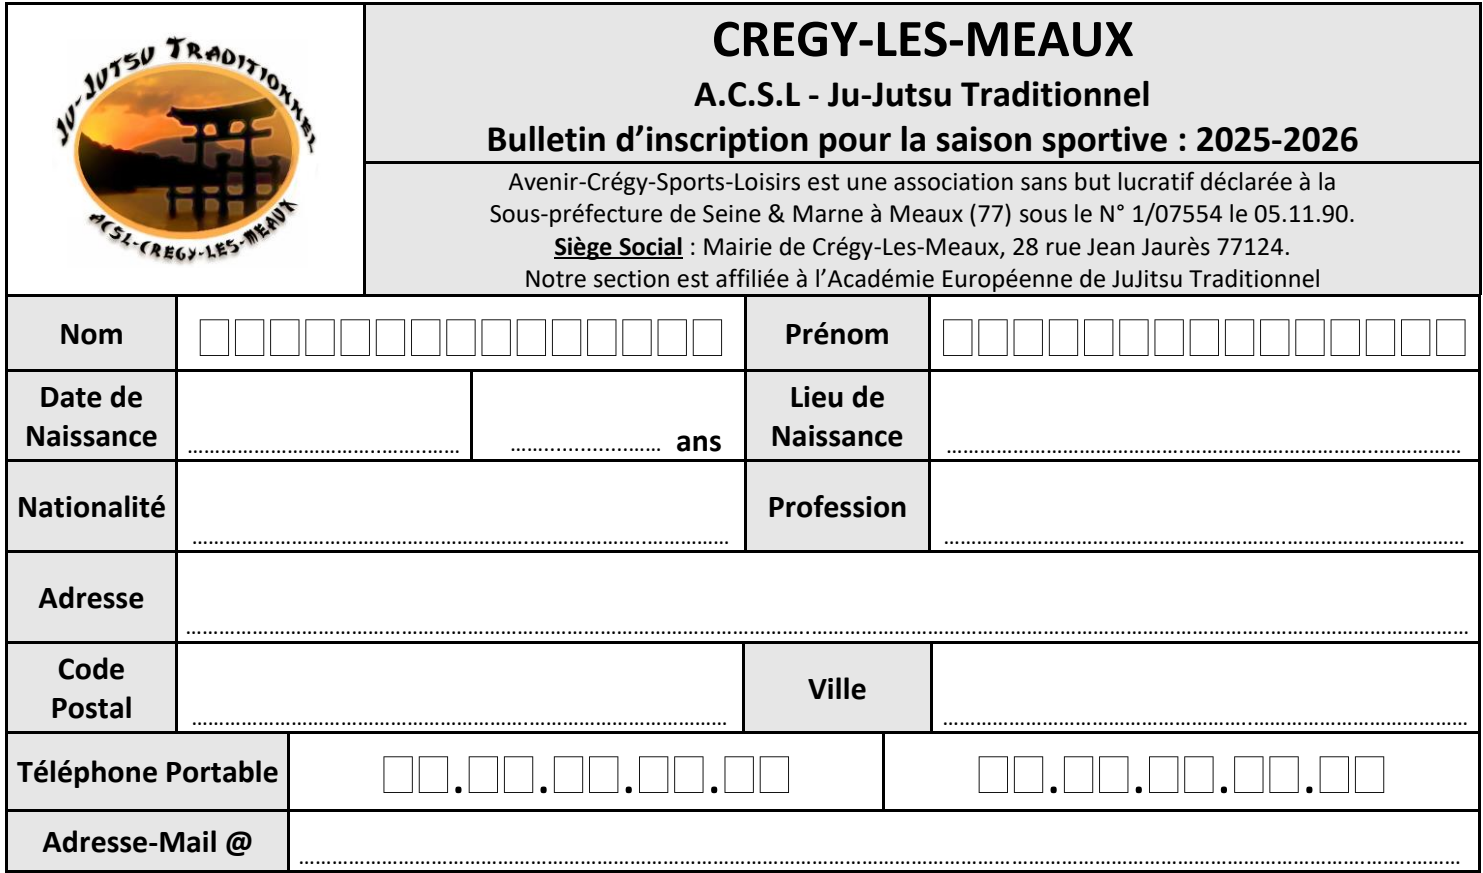 JU-JUTSU TRADITIONNEL
ACSL-CREGY-LES-MEAUX
CREGY-LES-MEAUX
A.C.S.L - Ju-Jutsu Traditionnel
Bulletin d’inscription pour la saison sportive : 2025-2026
Avenir-Crégy-Sports-Loisirs est une association sans but lucratif déclarée à la
Sous-préfecture de Seine & Marne à Meaux (77) sous le N° 1/07554 le 05.11.90.
Siège Social : Mairie de Crégy-Les-Meaux, 28 rue Jean Jaurès 77124.
Notre section est affiliée à l’Académie Européenne de JuJitsu Traditionnel
Nom
Prénom
Date de
Naissance
ans
Lieu de
Naissance
Nationalité
Profession
Adresse
Code
Postal
Ville
Téléphone Portable
Adresse-Mail @